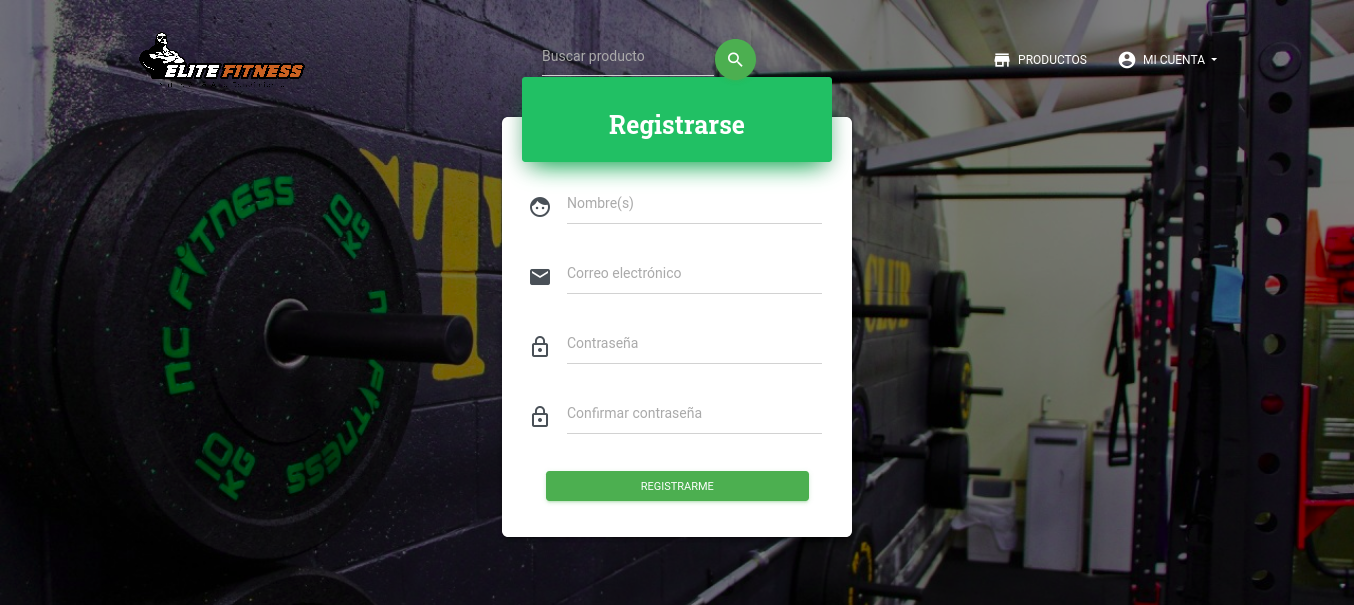 ELITE FITNESS
Buscar producto
PRODUCTOS
MI CUENTA
Registrarse
Nombre(s)
Correo electrónico
Contraseña
Confirmar contraseña
REGISTRARME
NC FITNESS
10 KG
NC FITNESS
10 KG
CLUB